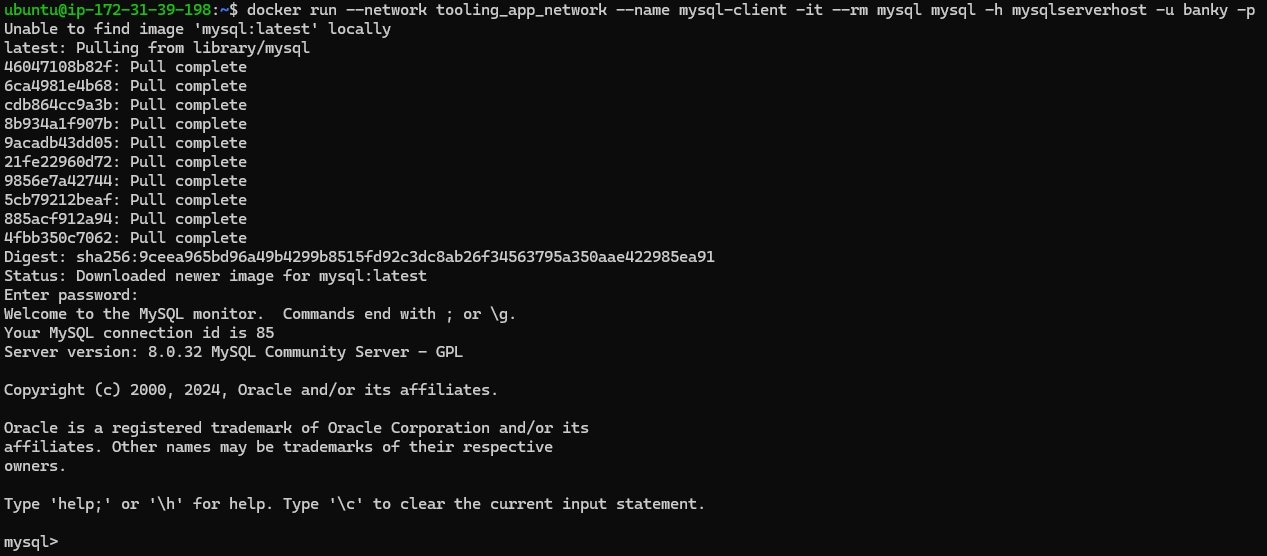 ubuntu@ip-172-31-39-198:~$ docker run --network tooling_app_network --name mysql-client -it --rm mysql mysql -h mysqlserverhost -u banky -p
Unable to find image 'mysql:latest' locally
latest: Pulling from library/mysql
46047108b82f: Pull complete
6ca4981e4b68: Pull complete
cdb864cc9a3b: Pull complete
8b934a1f907b: Pull complete
9acadb43dd05: Pull complete
21fe22960d72: Pull complete
9856e7a42744: Pull complete
5cb79212beaf: Pull complete
885acf912a94: Pull complete
4fbb350c7062: Pull complete
Digest: sha256:9ceea965bd96a49b4299b8515fd92c3dc8ab26f34563795a350aae422985ea91
Status: Downloaded newer image for mysql:latest
Enter password:
Welcome to the MySQL monitor.  Commands end with ; or \g.
Your MySQL connection id is 85
Server version: 8.0.32 MySQL Community Server - GPL

Copyright (c) 2000, 2024, Oracle and/or its affiliates.

Oracle is a registered trademark of Oracle Corporation and/or its
affiliates. Other names may be trademarks of their respective
owners.

Type 'help;' or '\h' for help. Type '\c' to clear the current input statement.

mysql>